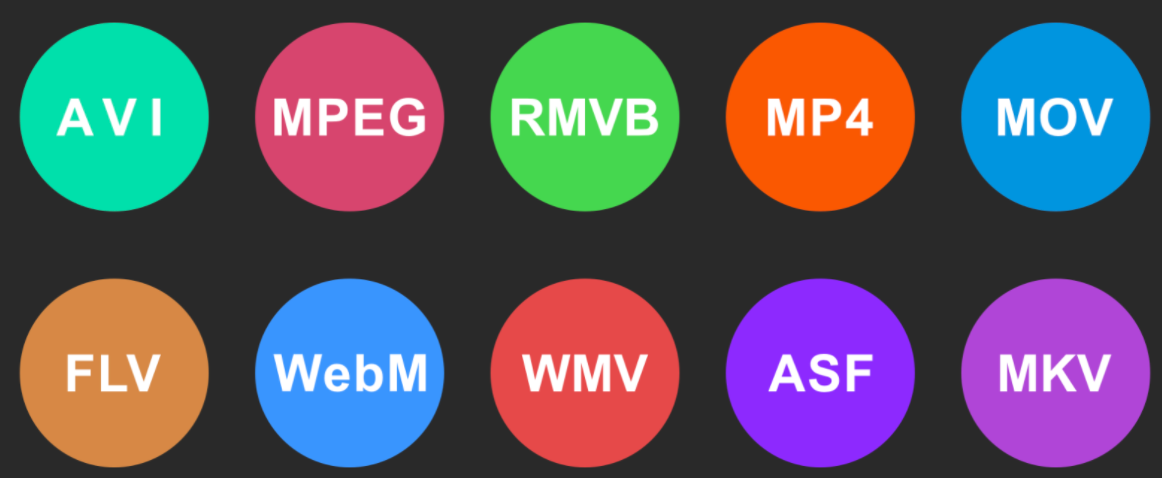 AVI MPEG RMVB MP4 MOV
FLV WebM WMV ASF MKV